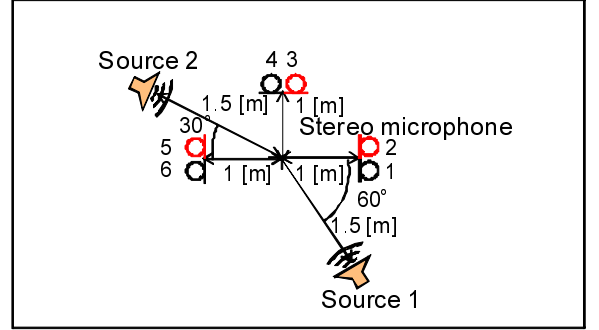 Source 2
4 3
1.5 [m] 1 [m]
30° Stereo microphone
5 2
6 1 [m] 1 [m] 1
60°
1.5 [m]
Source 1